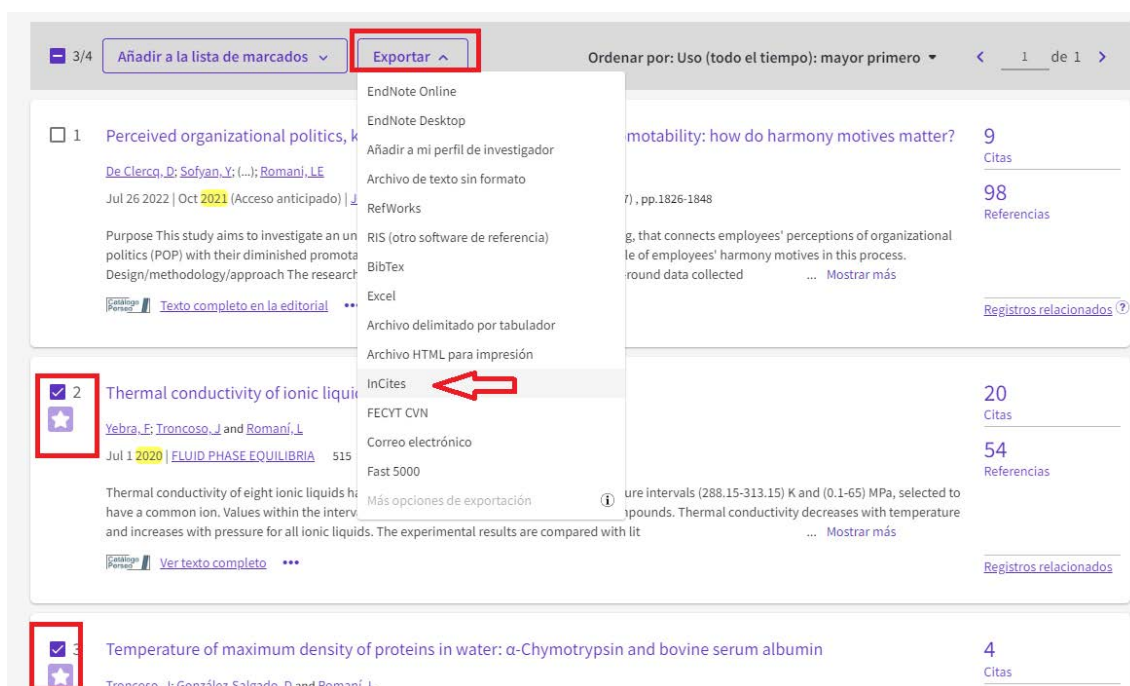 3/4 Añadir a la lista de marcados Exportar Ordenar por: Uso (todo el tiempo): mayor primero 1 de 1
EndNote Online
EndNote Desktop
Añadir a mi perfil de investigador
Archivo de texto sin formato
RefWorks
RIS (otro software de referencia)
BibTex
Excel
Archivo delimitado por tabulador
Archivo HTML para impresión
InCites
FECYT CVN
Correo electrónico
Fast 5000
Más opciones de exportación
1 Perceived organizational politics, k motability: how do harmony motives matter? 9
Citas
De Clercq, D; Sofyan, Y; (...); Romani, LE
98
Jul 26 2022 | Oct 2021 (Acceso anticipado) | J 7) , pp.1826-1848
Referencias
Purpose This study aims to investigate an un g, that connects employees' perceptions of organizational
politics (POP) with their diminished promota le of employees' harmony motives in this process.
Design/methodology/approach The research round data collected ... Mostrar más
Catálogo Perseo Texto completo en la editorial ••• Registros relacionados ?
2 Thermal conductivity of ionic liqui 20
Citas
Yebra, F; Troncoso, J and Romaní, L
54
Jul 1 2020 | FLUID PHASE EQUILIBRIA 515
Referencias
Thermal conductivity of eight ionic liquids ha ure intervals (288.15-313.15) K and (0.1-65) MPa, selected to
have a common ion. Values within the interv npounds. Thermal conductivity decreases with temperature
and increases with pressure for all ionic liquids. The experimental results are compared with lit ... Mostrar más
Catálogo Perseo Ver texto completo ••• Registros relacionados
3 Temperature of maximum density of proteins in water: α-Chymotrypsin and bovine serum albumin 4
Citas
Troncoso, J; González-Salgado, D and Romaní, L